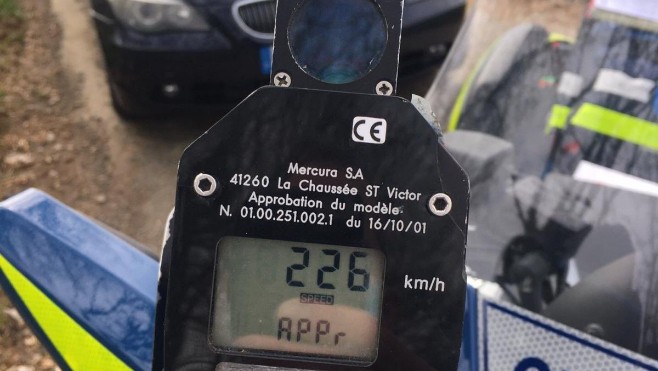 CE
Mercura S.A
41260 La Chaussée ST Victor
Approbation du modèle
N. 01.00.251.002.1 du 16/10/01
226 km/h
SPEED
APPr